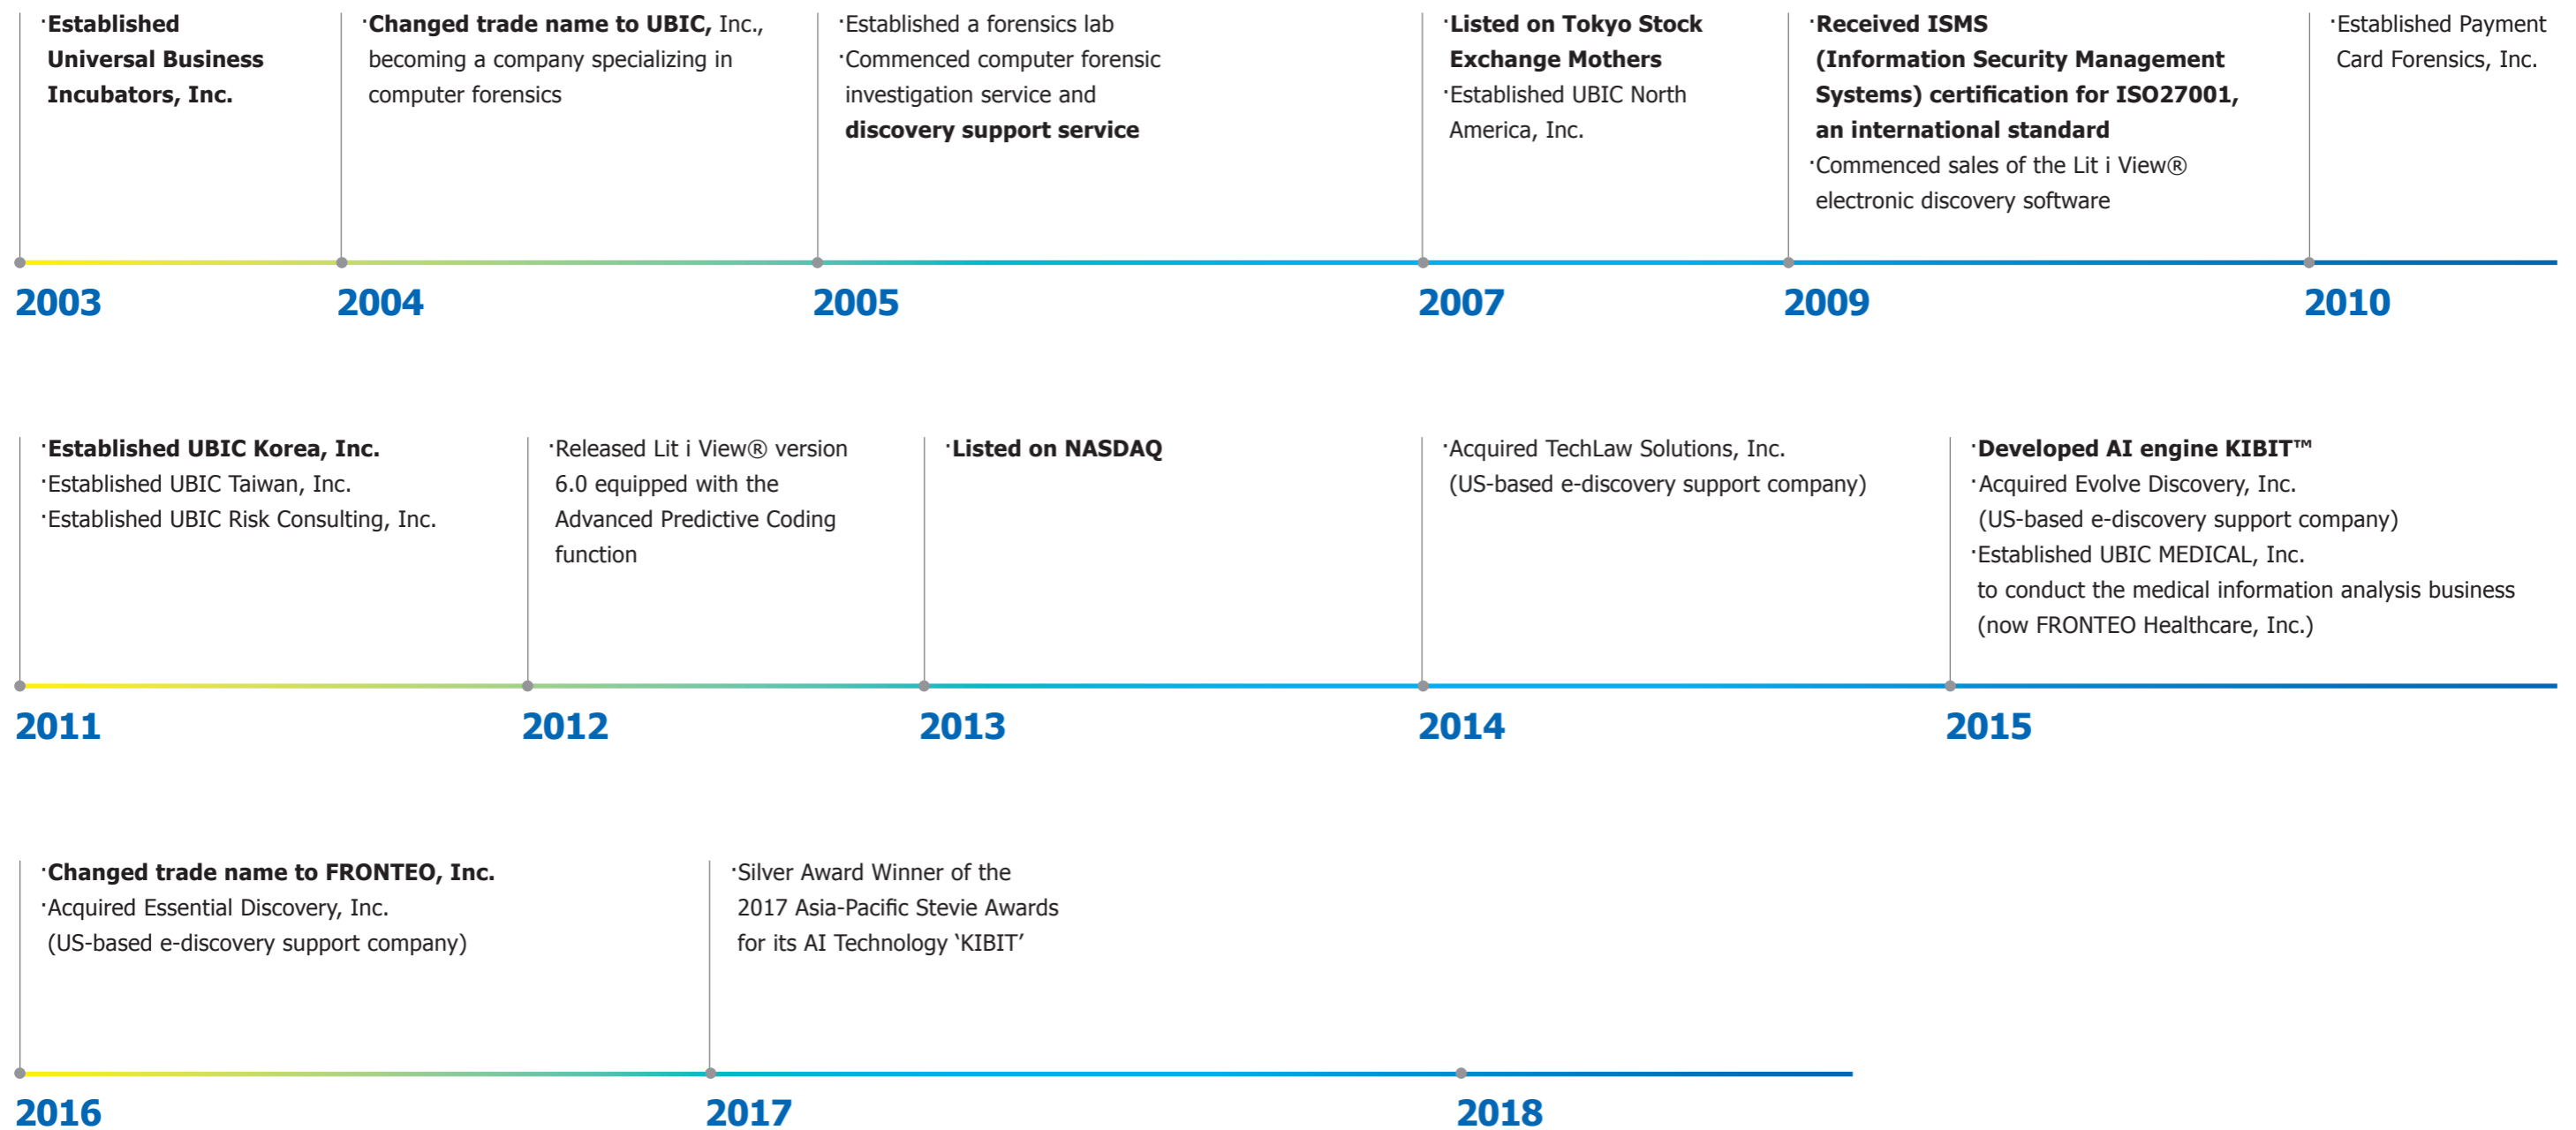 ·Established
Universal Business
Incubators, Inc.
2003
·Changed trade name to UBIC, Inc.,
becoming a company specializing in
computer forensics
2004
·Established a forensics lab
·Commenced computer forensic
investigation service and
discovery support service
2005
·Listed on Tokyo Stock
Exchange Mothers
·Established UBIC North
America, Inc.
2007
·Received ISMS
(Information Security Management
Systems) certification for ISO27001,
an international standard
·Commenced sales of the Lit i View®
electronic discovery software
2009
·Established Payment
Card Forensics, Inc.
2010
·Established UBIC Korea, Inc.
·Established UBIC Taiwan, Inc.
·Established UBIC Risk Consulting, Inc.
2011
·Released Lit i View® version
6.0 equipped with the
Advanced Predictive Coding
function
2012
·Listed on NASDAQ
2013
·Acquired TechLaw Solutions, Inc.
(US-based e-discovery support company)
2014
·Developed AI engine KIBIT™
·Acquired Evolve Discovery, Inc.
(US-based e-discovery support company)
·Established UBIC MEDICAL, Inc.
to conduct the medical information analysis business
(now FRONTEO Healthcare, Inc.)
2015
·Changed trade name to FRONTEO, Inc.
·Acquired Essential Discovery, Inc.
(US-based e-discovery support company)
2016
·Silver Award Winner of the
2017 Asia-Pacific Stevie Awards
for its AI Technology ‘KIBIT’
2017
2018